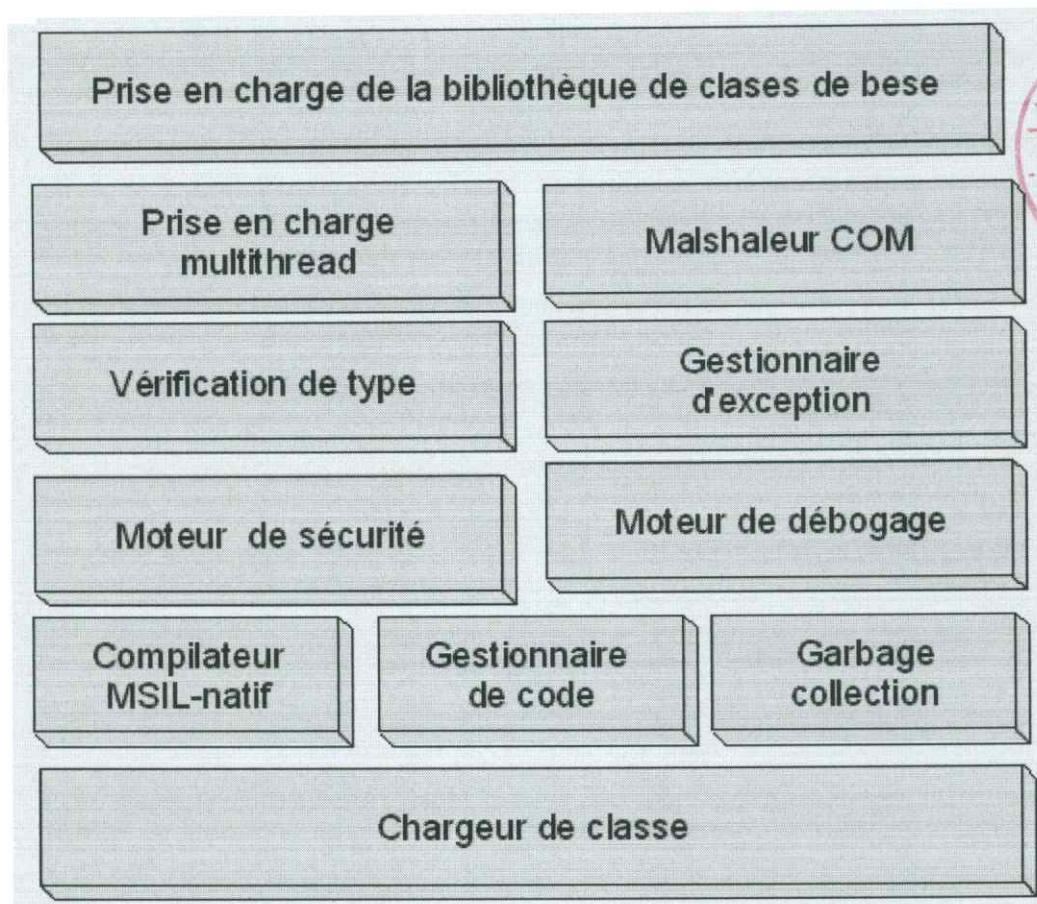 Prise en charge de la bibliothèque de clases de bese
Prise en charge
multithread
Malshaleur COM
Vérification de type
Gestionnaire
d'exception
Moteur de sécurité
Moteur de débogage
Compilateur
MSIL-natif
Gestionnaire
de code
Garbage
collection
Chargeur de classe